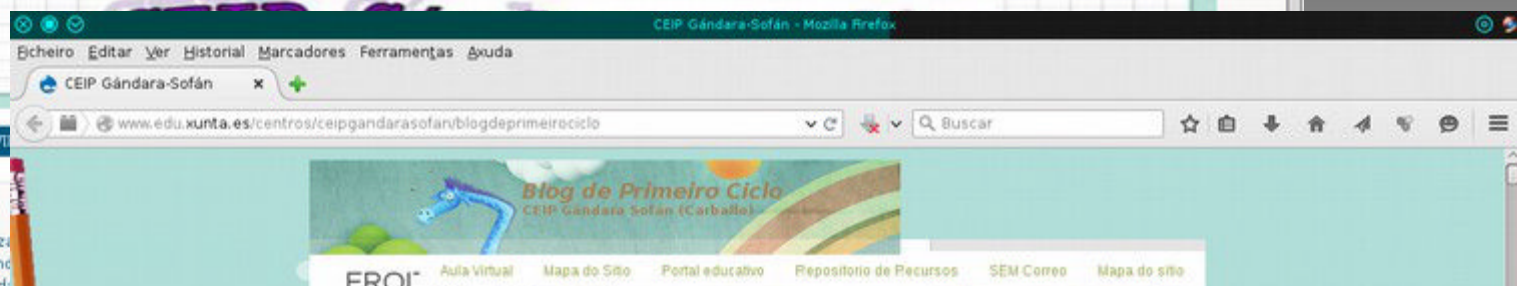 CEIP Gándara-Sofán - Mozilla Firefox
Ficheiro Editar Ver Historial Marcadores Ferramentas Axuda
CEIP Gándara-Sofán
www.edu.xunta.es/centros/ceipgandarasofan/blogdeprimeirociclo
Buscar
Blog de Primeiro Ciclo
CEIP Gándara Sofán (Carballo)
Aula Virtual Mapa do Sitio Portal educativo Repositorio de Recursos SEM Correo Mapa do sitio